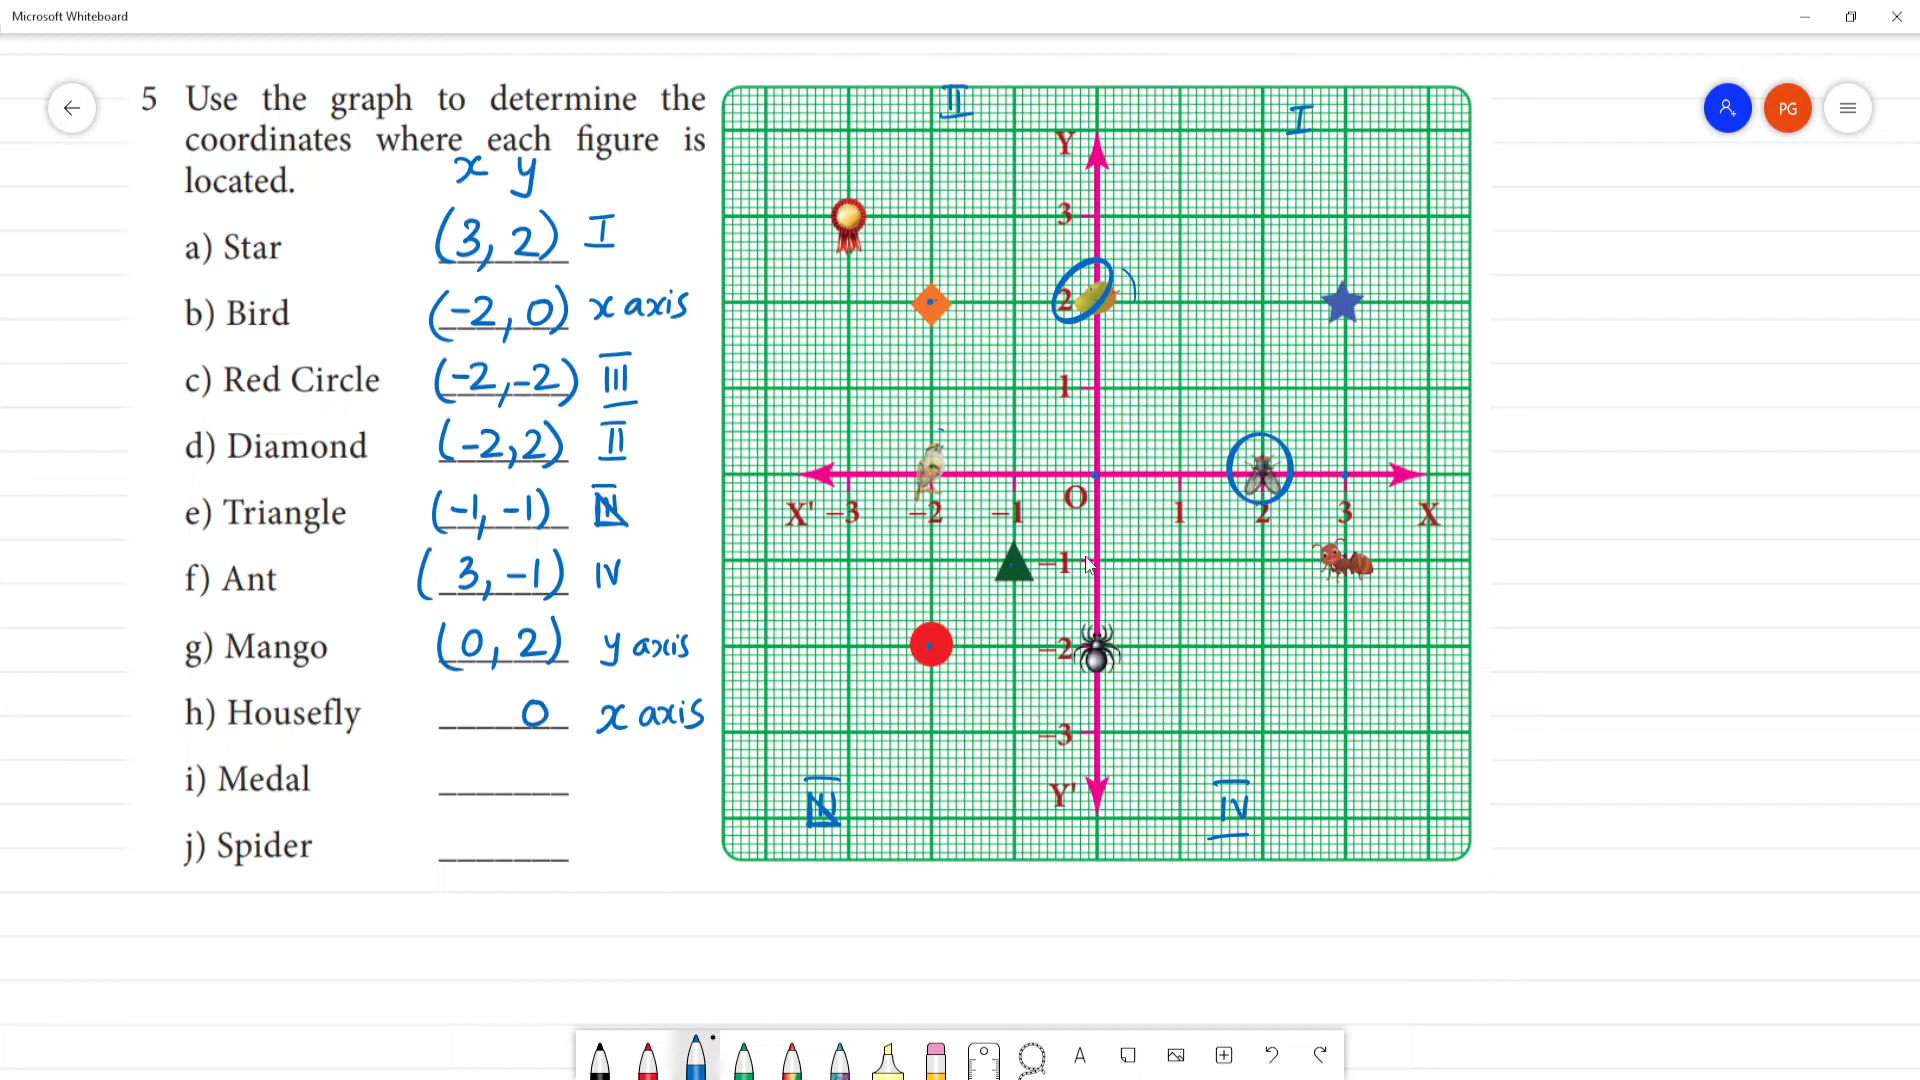 Microsoft Whiteboard
5 Use the graph to determine the
coordinates where each figure is
located.
x y
a) Star (3, 2) I
b) Bird (-2, 0) x axis
c) Red Circle (-2, -2) III
d) Diamond (-2, 2) II
e) Triangle (-1, -1)
f) Ant (3, -1) IV
g) Mango (0, 2) y axis
h) Housefly 0 x axis
i) Medal
j) Spider
II I
Y
3
2
1
X' −3 −2 −1 O 1 2 3 X
−1
−2
−3
Y'
IV
PG
A